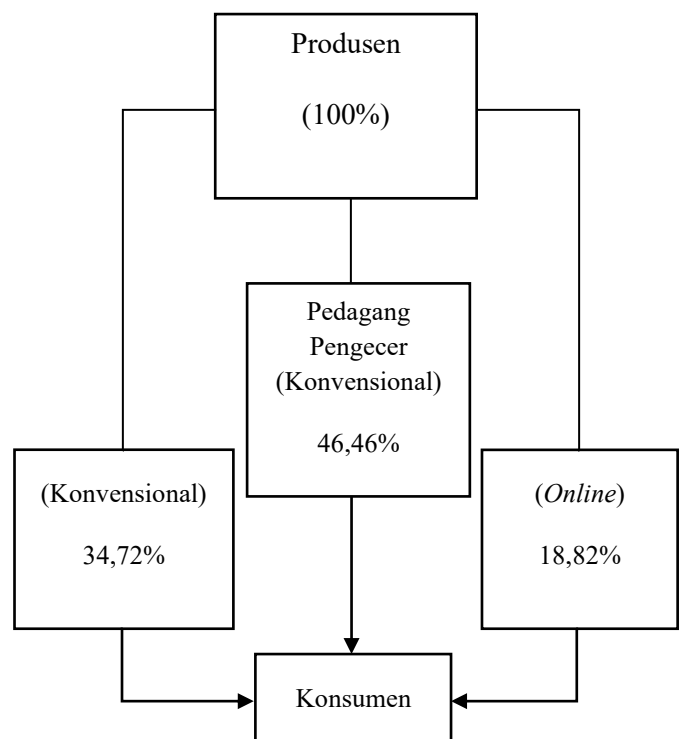 Produsen
(100%)
Pedagang
Pengecer
(Konvensional)
46,46%
(Konvensional)
34,72%
(Online)
18,82%
Konsumen